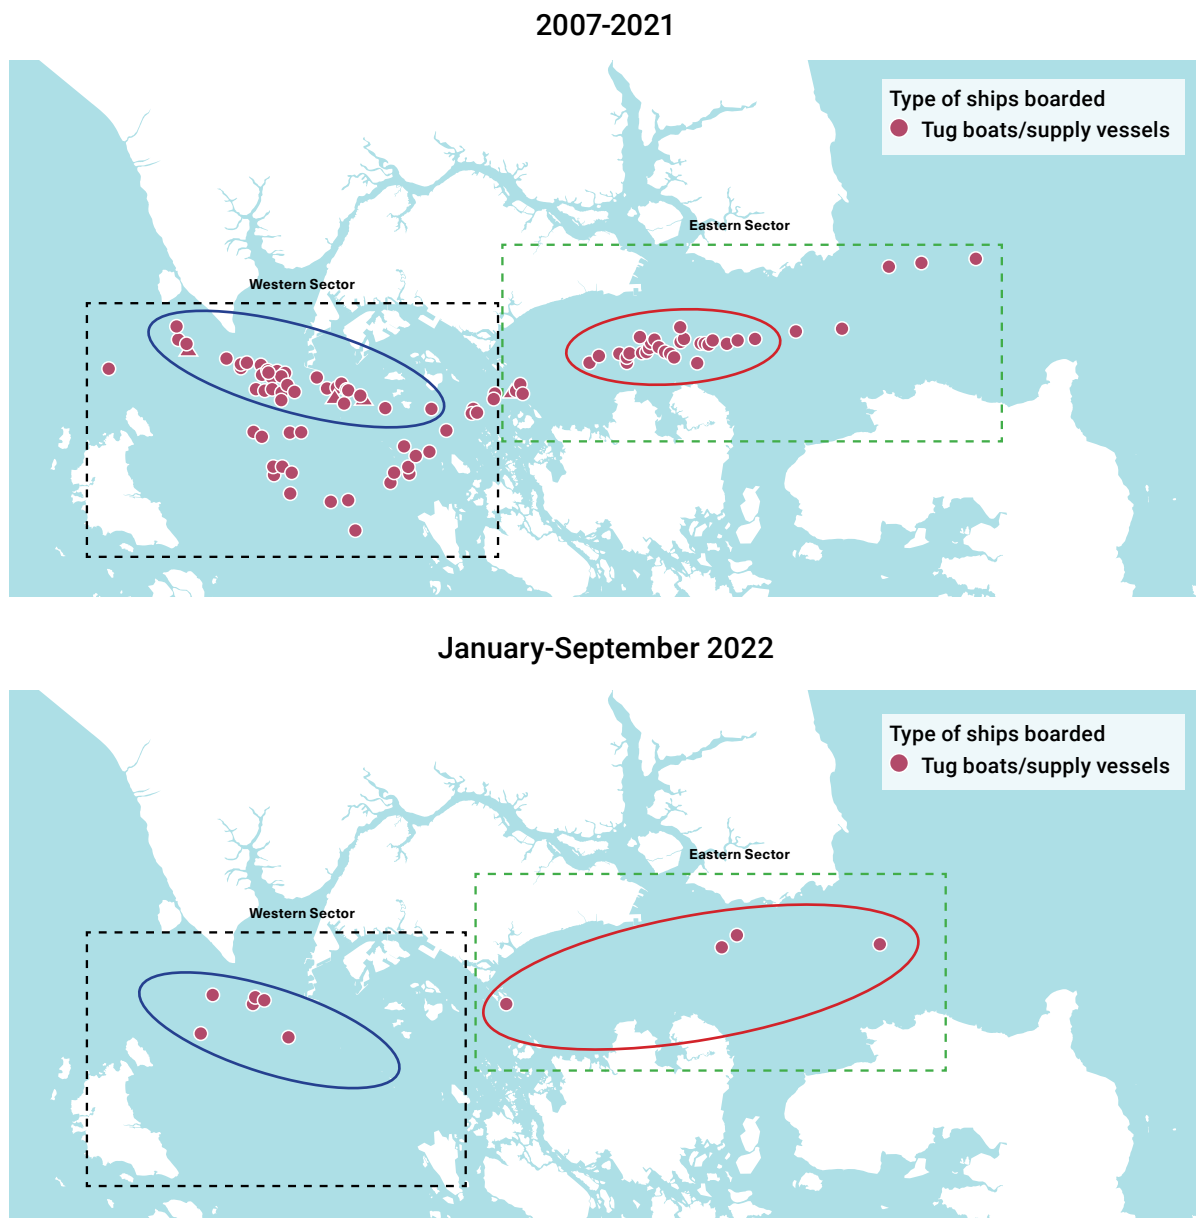 2007-2021
Type of ships boarded
Tug boats/supply vessels
Eastern Sector
Western Sector
January-September 2022
Type of ships boarded
Tug boats/supply vessels
Eastern Sector
Western Sector